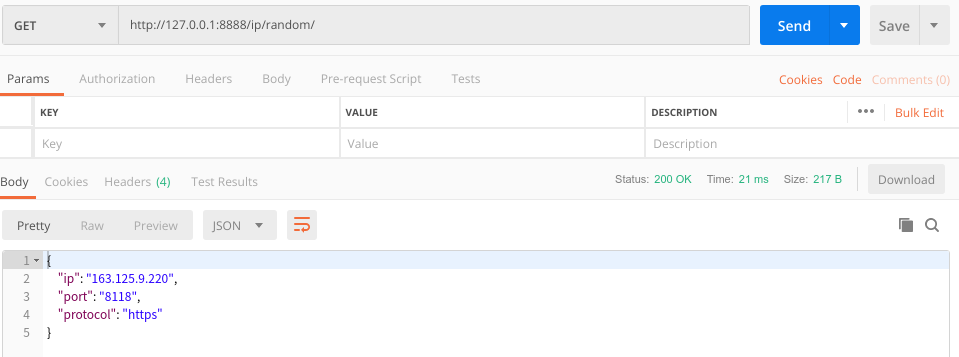 GET http://127.0.0.1:8888/ip/random/ Send Save
Params Authorization Headers Body Pre-request Script Tests Cookies Code Comments (0)
KEY VALUE DESCRIPTION ••• Bulk Edit
Key Value Description
Body Cookies Headers (4) Test Results Status: 200 OK Time: 21 ms Size: 217 B Download
Pretty Raw Preview JSON
1 {
2 "ip": "163.125.9.220",
3 "port": "8118",
4 "protocol": "https"
5 }